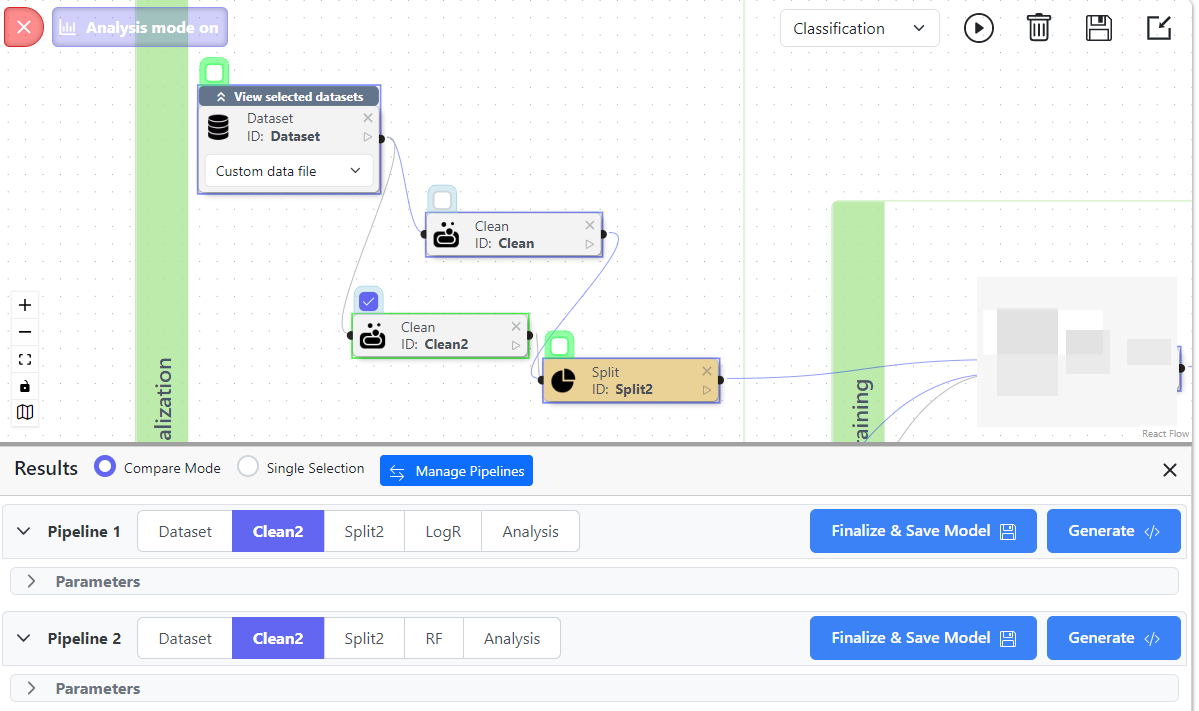 Analysis mode on
Classification
View selected datasets
Dataset
ID: Dataset
Custom data file
Clean
ID: Clean
Clean
ID: Clean2
Split
ID: Split2
alization
aining
React Flow
Results
Compare Mode
Single Selection
Manage Pipelines
Pipeline 1
Dataset
Clean2
Split2
LogR
Analysis
Finalize & Save Model
Generate </>
Parameters
Pipeline 2
Dataset
Clean2
Split2
RF
Analysis
Finalize & Save Model
Generate </>
Parameters